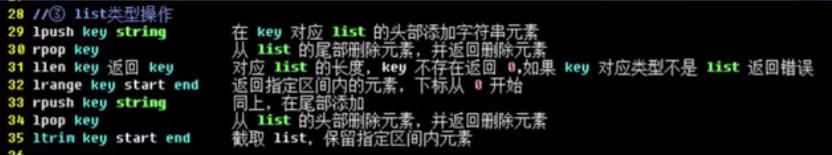 28 //③ list类型操作
29 lpush key string 在 key 对应 list 的头部添加字符串元素
30 rpop key 从 list 的尾部删除元素，并返回删除元素
31 llen key 返回 key 对应 list 的长度，key 不存在返回 0,如果 key 对应类型不是 list 返回错误
32 lrange key start end 返回指定区间内的元素，下标从 0 开始
33 rpush key string 同上，在尾部添加
34 lpop key 从 list 的头部删除元素，并返回删除元素
35 ltrim key start end 截取 list，保留指定区间内元素